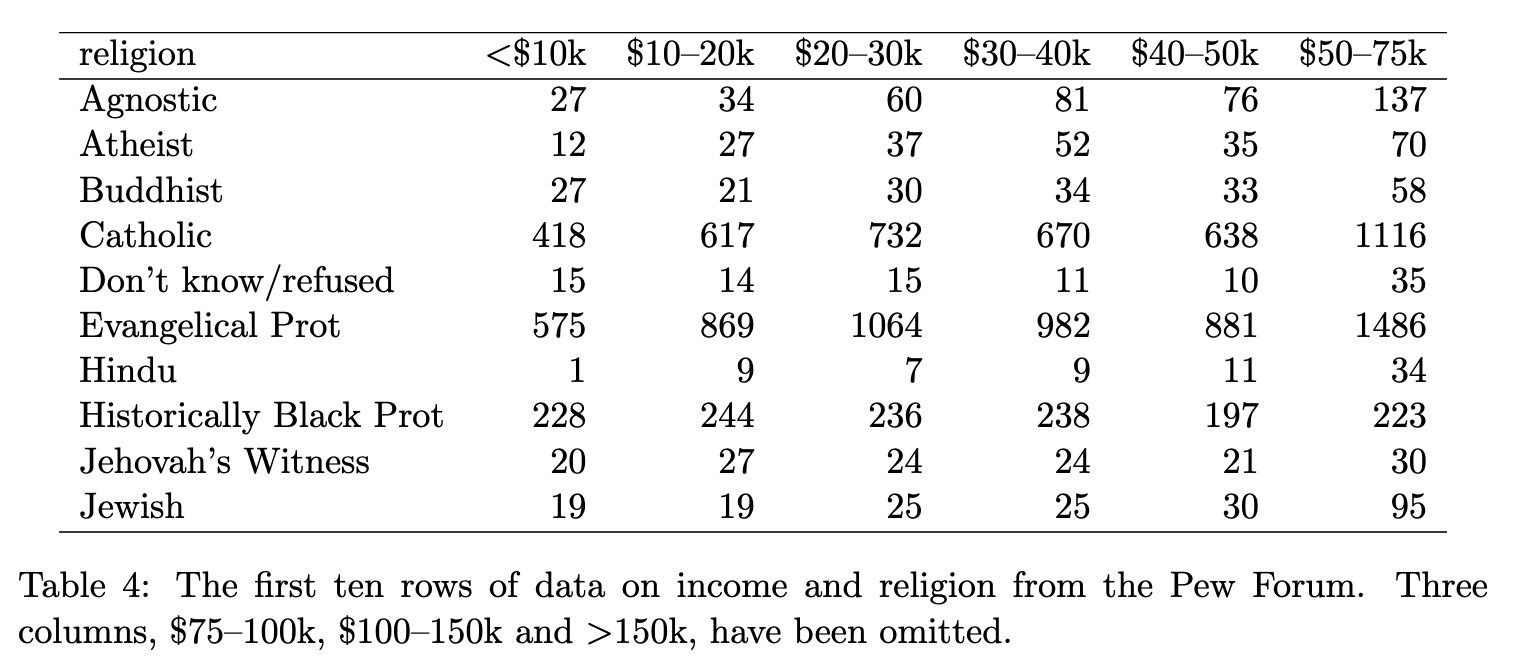 religion <$10k $10–20k $20–30k $30–40k $40–50k $50–75k
Agnostic 27 34 60 81 76 137
Atheist 12 27 37 52 35 70
Buddhist 27 21 30 34 33 58
Catholic 418 617 732 670 638 1116
Don’t know/refused 15 14 15 11 10 35
Evangelical Prot 575 869 1064 982 881 1486
Hindu 1 9 7 9 11 34
Historically Black Prot 228 244 236 238 197 223
Jehovah’s Witness 20 27 24 24 21 30
Jewish 19 19 25 25 30 95
Table 4: The first ten rows of data on income and religion from the Pew Forum. Three
columns, $75–100k, $100–150k and >150k, have been omitted.